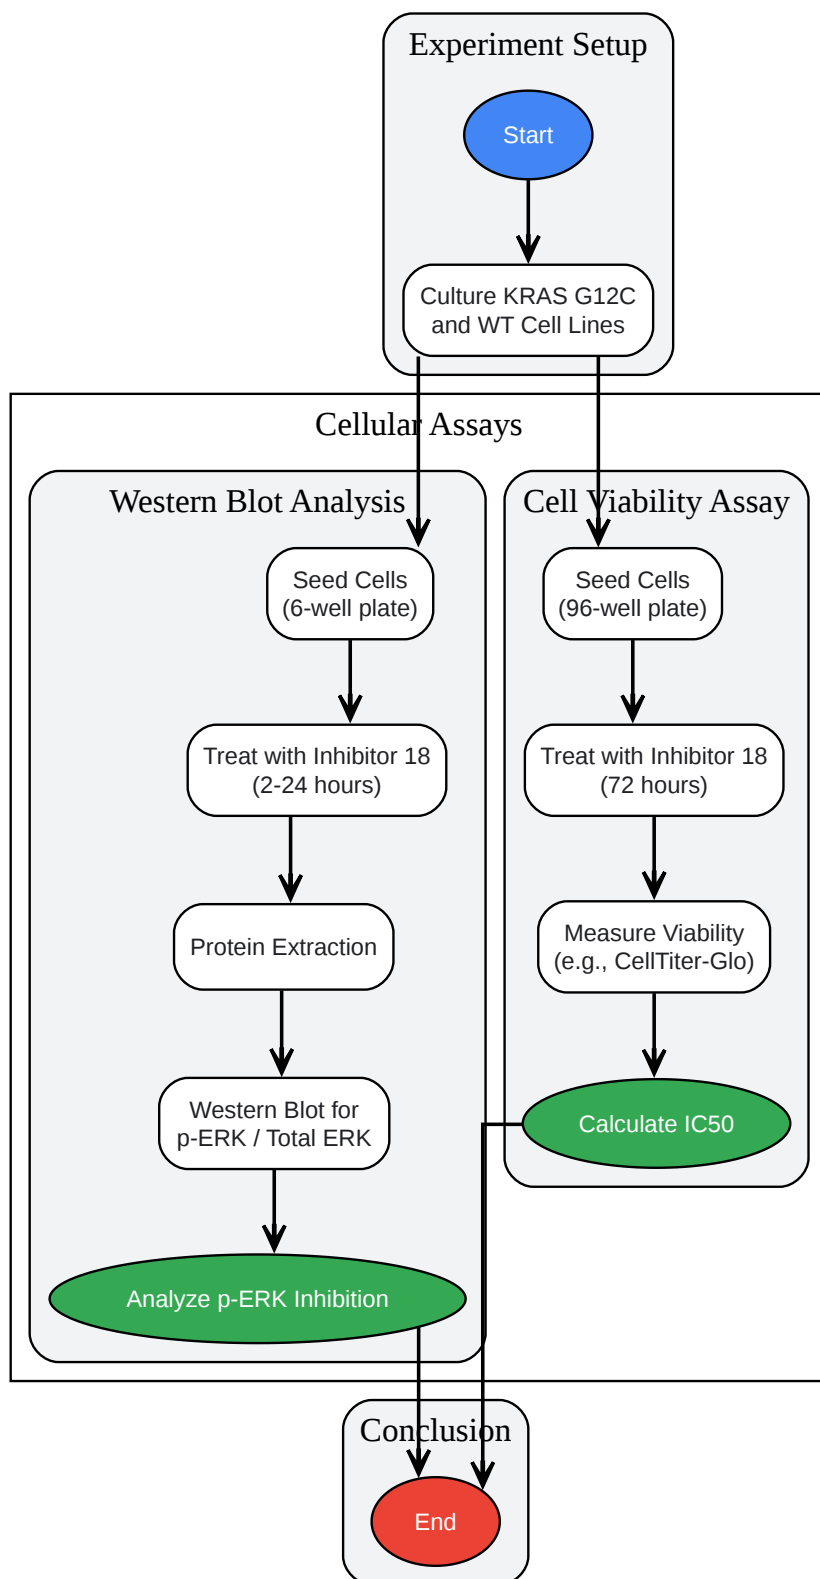 Experiment Setup
Start
Culture KRAS G12C
and WT Cell Lines
Cellular Assays
Western Blot Analysis
Seed Cells
(6-well plate)
Treat with Inhibitor 18
(2-24 hours)
Protein Extraction
Western Blot for
p-ERK / Total ERK
Analyze p-ERK Inhibition
Cell Viability Assay
Seed Cells
(96-well plate)
Treat with Inhibitor 18
(72 hours)
Measure Viability
(e.g., CellTiter-Glo)
Calculate IC50
Conclusion
End